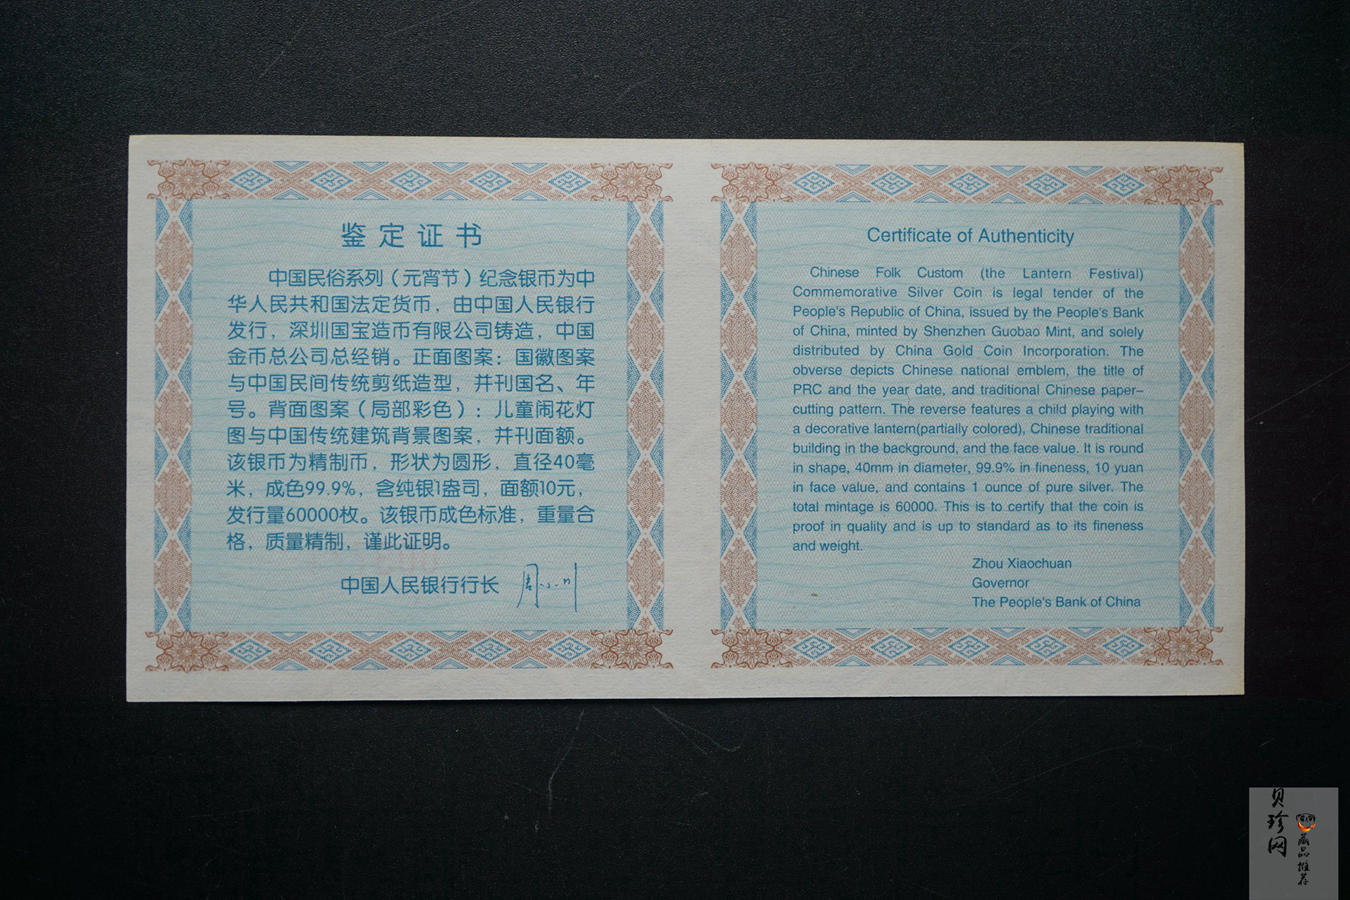 鉴定证书
中国民俗系列（元宵节）纪念银币为中
华人民共和国法定货币，由中国人民银行
发行，深圳国宝造币有限公司铸造，中国
金币总公司总经销。正面图案：国徽图案
与中国民间传统剪纸造型，并刊国名、年
号。背面图案（局部彩色）：儿童闹花灯
图与中国传统建筑背景图案，并刊面额。
该银币为精制币，形状为圆形，直径40毫
米，成色99.9%，含纯银1盎司，面额10元，
发行量60000枚。该银币成色标准，重量合
格，质量精制，谨此证明。
中国人民银行行长 周小川
Certificate of Authenticity
Chinese Folk Custom (the Lantern Festival)
Commemorative Silver Coin is legal tender of the
People's Republic of China, issued by the People's Bank
of China, minted by Shenzhen Guobao Mint, and solely
distributed by China Gold Coin Incorporation. The
obverse depicts Chinese national emblem, the title of
PRC and the year date, and traditional Chinese paper–
cutting pattern. The reverse features a child playing with
a decorative lantern(partially colored), Chinese traditional
building in the background, and the face value. It is round
in shape, 40mm in diameter, 99.9% in fineness, 10 yuan
in face value, and contains 1 ounce of pure silver. The
total mintage is 60000. This is to certify that the coin is
proof in quality and is up to standard as to its fineness
and weight.
Zhou Xiaochuan
Governor
The People's Bank of China
贝珍网
藏品推荐